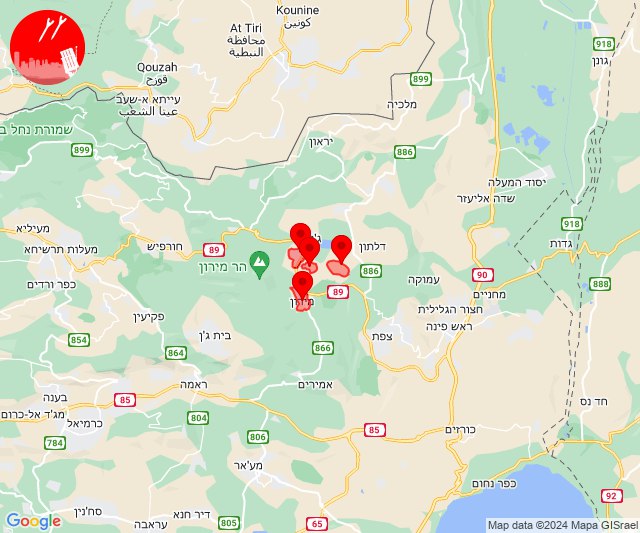 Kounine
كونين
At Tiri
محافظة
النبطية
918
גונן
Qouzah
قوزح
899
עייתא א-שעב
عيتا الشعب
מלכיה
שמורת נחל ב
899
יראון
886
יסוד המעלה
שדה אליעזר
918
מעיליא
מעלות תרשיחא
חורפיש
89
דלתון
גדות
הר מירון
886
עמוקה
90
888
כפר ורדים
89
מחניים
מירון
פקיעין
חצור הגלילית
ראש פינה
854
בית ג'ן
צפת
864
866
ראמה
אמירים
בענה
מג'ד אל-כרום
85
804
כרמיאל
חד נס
85
כורזים
784
806
מע'אר
כפר נחום
92
סח'נין
דיר חנא
עראבה
805
65
Google
Map data ©2024 Mapa GISrael